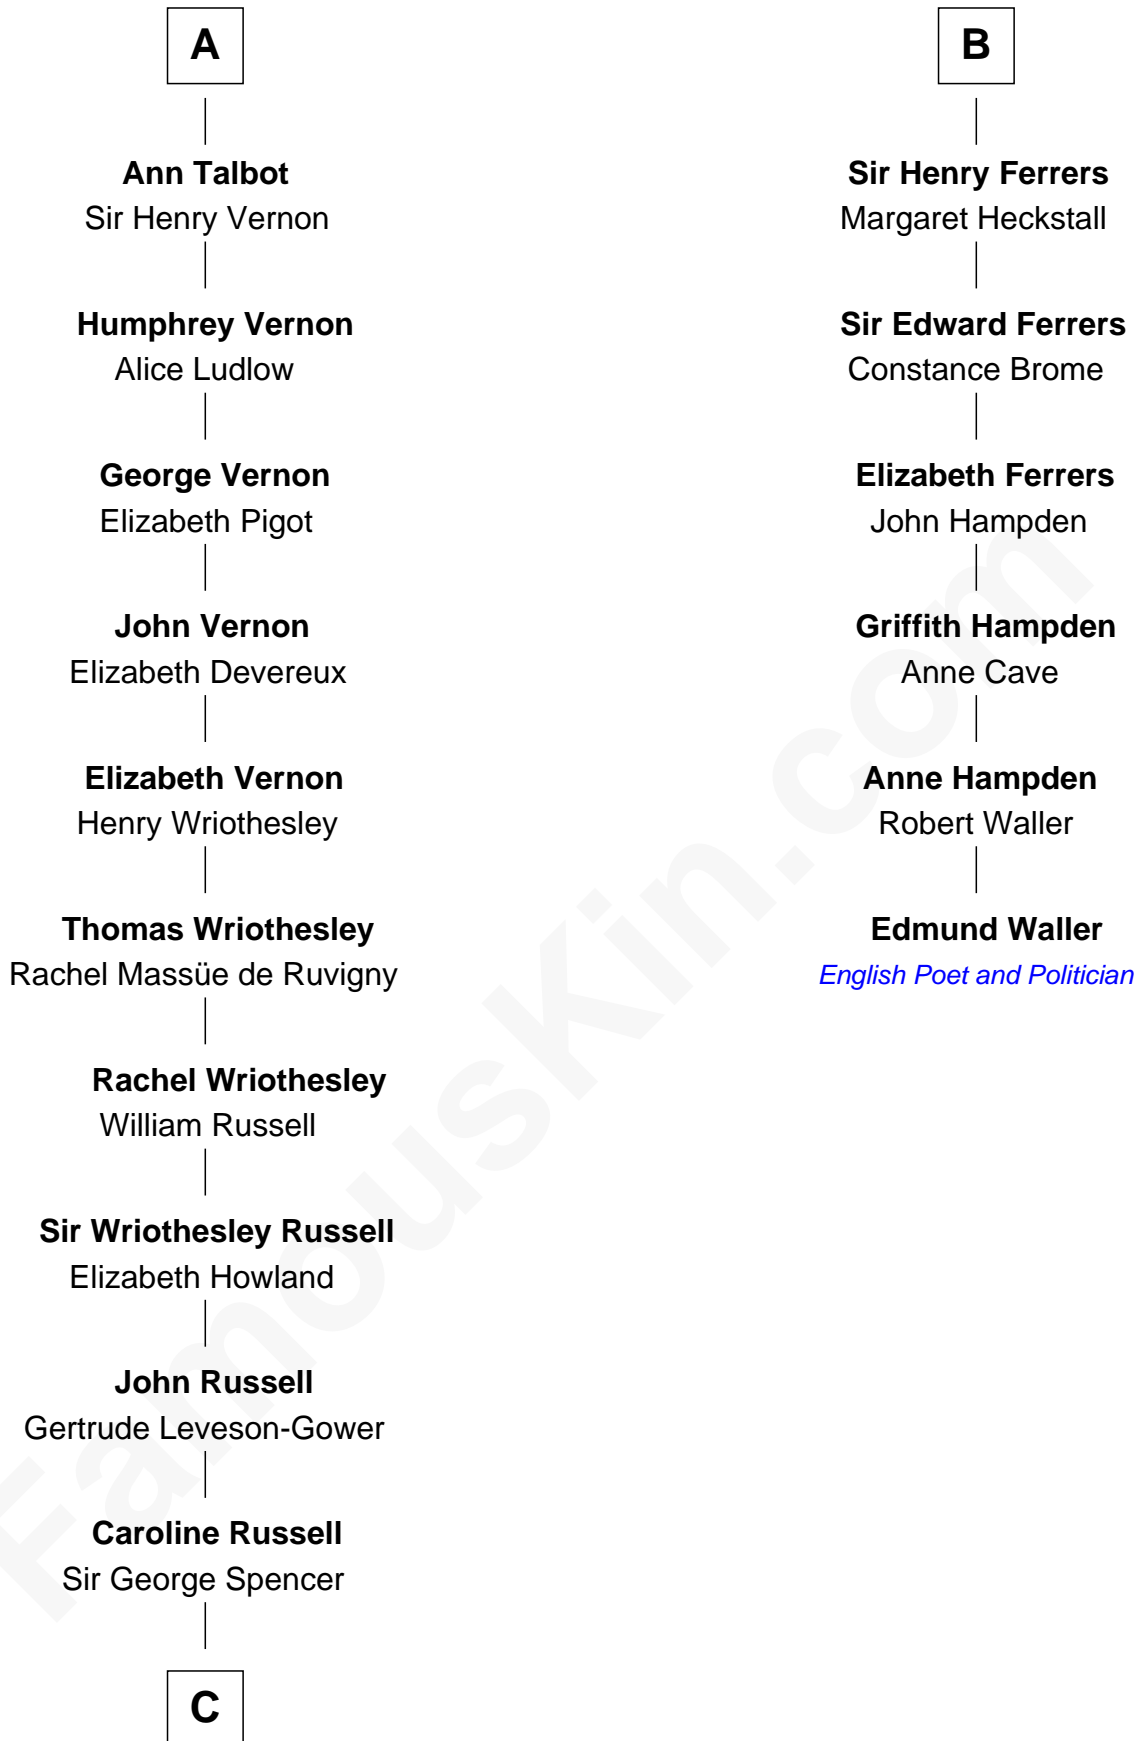 A
Ann Talbot
Sir Henry Vernon
Humphrey Vernon
Alice Ludlow
George Vernon
Elizabeth Pigot
John Vernon
Elizabeth Devereux
Elizabeth Vernon
Henry Wriothesley
Thomas Wriothesley
Rachel Massüe de Ruvigny
Rachel Wriothesley
William Russell
Sir Wriothesley Russell
Elizabeth Howland
John Russell
Gertrude Leveson-Gower
Caroline Russell
Sir George Spencer
C
B
Sir Henry Ferrers
Margaret Heckstall
Sir Edward Ferrers
Constance Brome
Elizabeth Ferrers
John Hampden
Griffith Hampden
Anne Cave
Anne Hampden
Robert Waller
Edmund Waller
English Poet and Politician
FamousKin.com